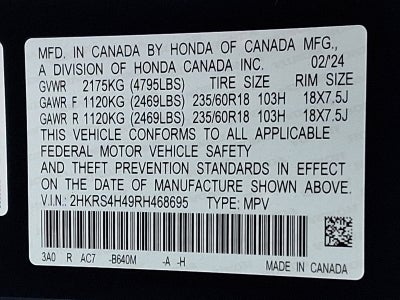 MFD. IN CANADA BY HONDA OF CANADA MFG.,
A DIVISION OF HONDA CANADA INC. 02/24
GVWR 2175KG (4795LBS) TIRE SIZE RIM SIZE
GAWR F 1120KG (2469LBS) 235/60R18 103H 18X7.5J
GAWR R 1120KG (2469LBS) 235/60R18 103H 18X7.5J
THIS VEHICLE CONFORMS TO ALL APPLICABLE
FEDERAL MOTOR VEHICLE SAFETY
AND THEFT PREVENTION STANDARDS IN EFFECT
ON THE DATE OF MANUFACTURE SHOWN ABOVE.
V.I.N.: 2HKRS4H49RH468695 TYPE: MPV
3A0 R AC7 -B640M -A -H MADE IN CANADA